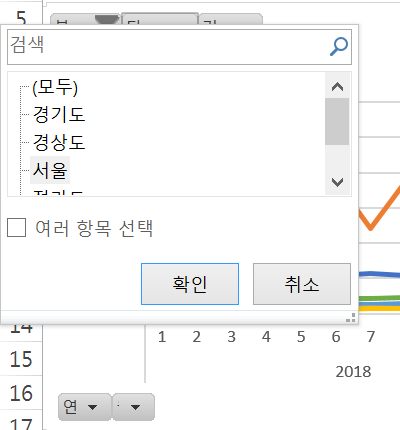 5
검색
(모두)
경기도
경상도
서울
여러 항목 선택
확인 취소
14
1 2 3 4 5 6 7
15
2018
16
연
17